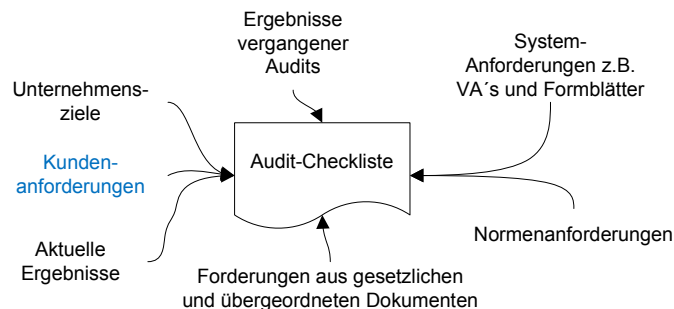 Ergebnisse
vergangener
Audits
System-
Anforderungen z.B.
VA´s und Formblätter
Unternehmens-
ziele
Kunden-
anforderungen
Audit-Checkliste
Aktuelle
Ergebnisse
Normenanforderungen
Forderungen aus gesetzlichen
und übergeordneten Dokumenten